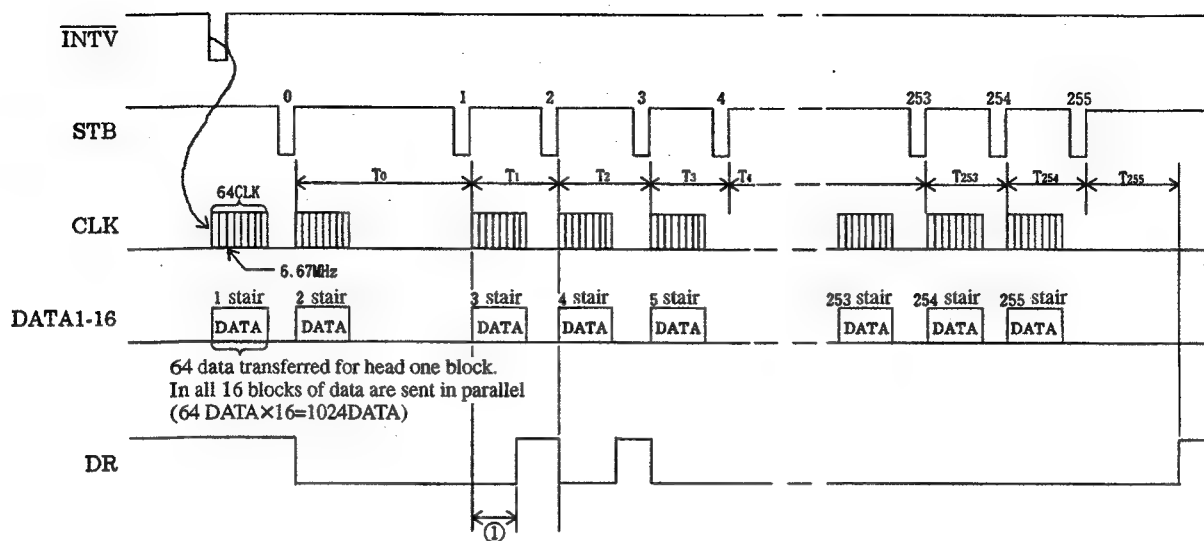 INTV
0 1 2 3 4 253 254 255
STB
T0 T1 T2 T3 T4 T253 T254 T255
64CLK
CLK
6.67MHz
1 stair 2 stair 3 stair 4 stair 5 stair 253 stair 254 stair 255 stair
DATA1-16 DATA DATA DATA DATA DATA DATA DATA DATA
64 data transferred for head one block.
In all 16 blocks of data are sent in parallel
(64 DATA×16=1024DATA)
DR
①